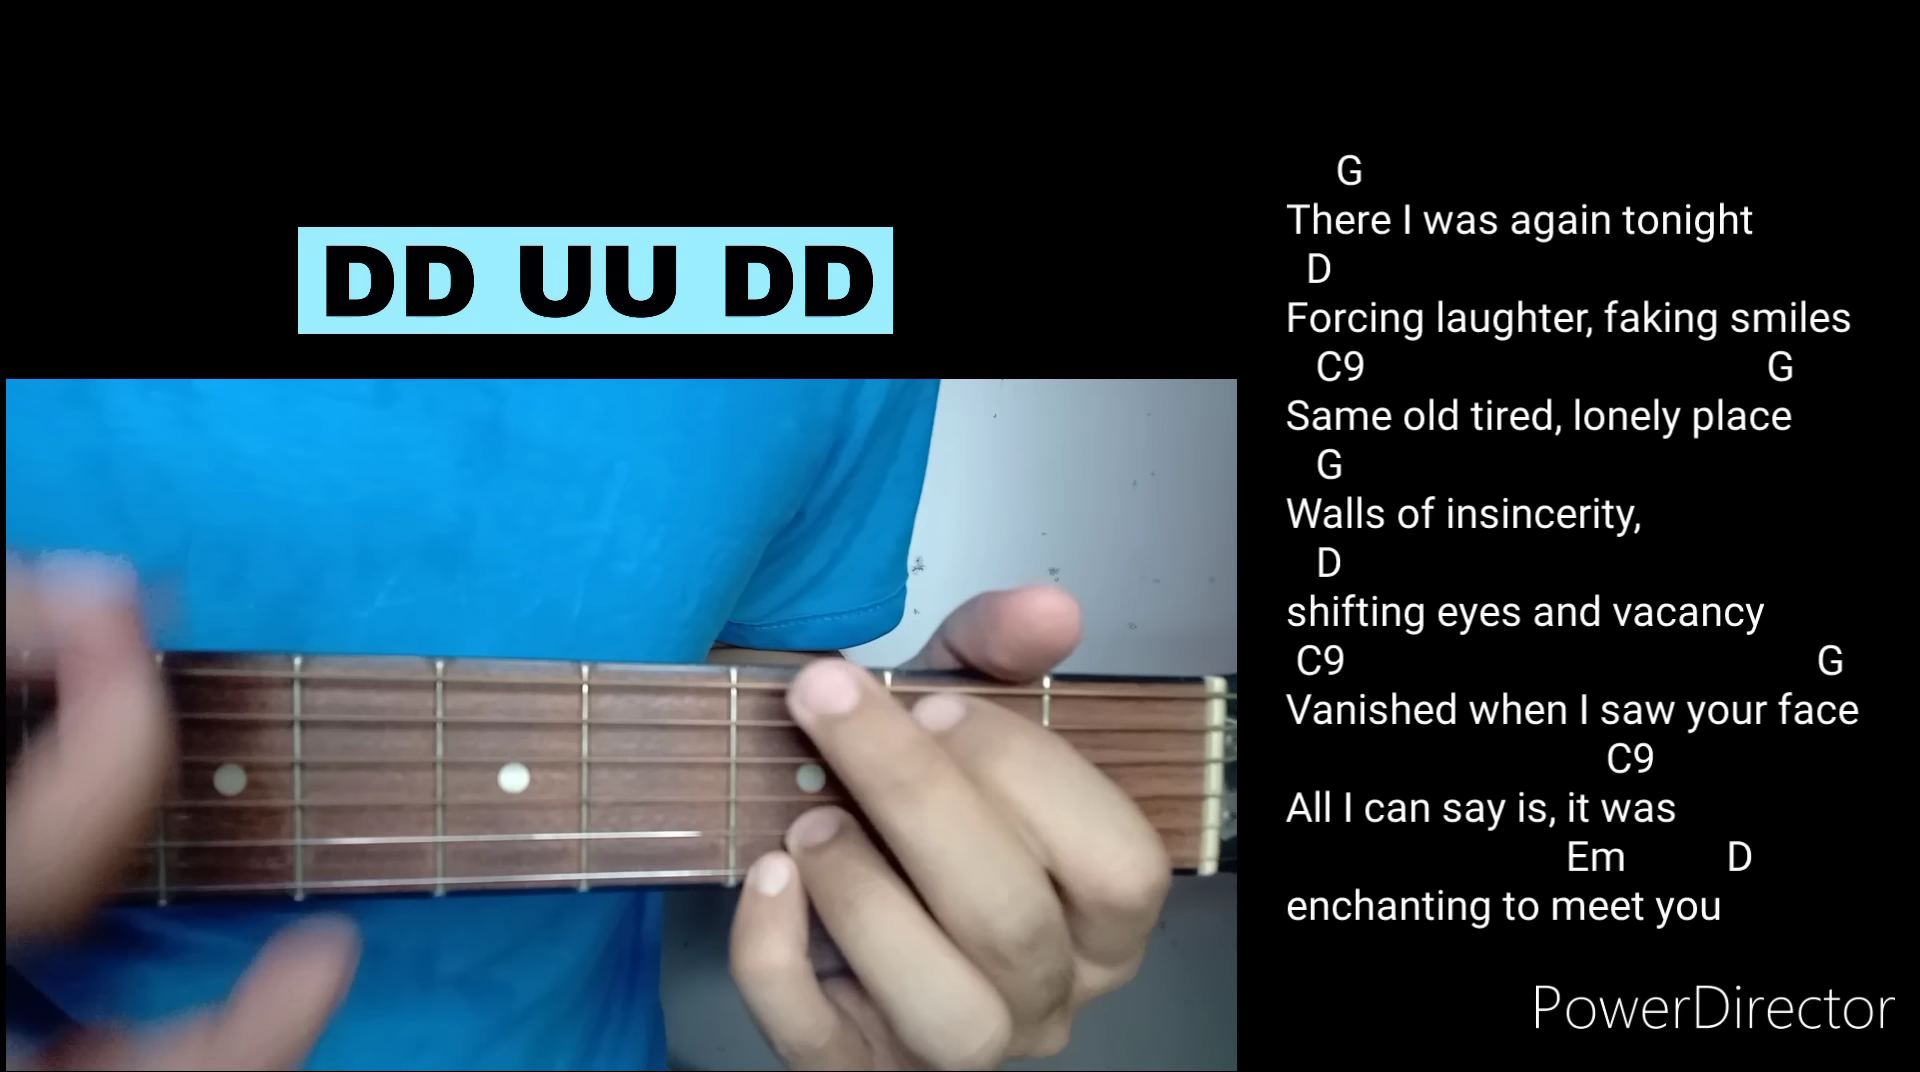 DD UU DD
G
There I was again tonight
D
Forcing laughter, faking smiles
C9 G
Same old tired, lonely place
G
Walls of insincerity,
D
shifting eyes and vacancy
C9 G
Vanished when I saw your face
C9
All I can say is, it was
Em D
enchanting to meet you
PowerDirector